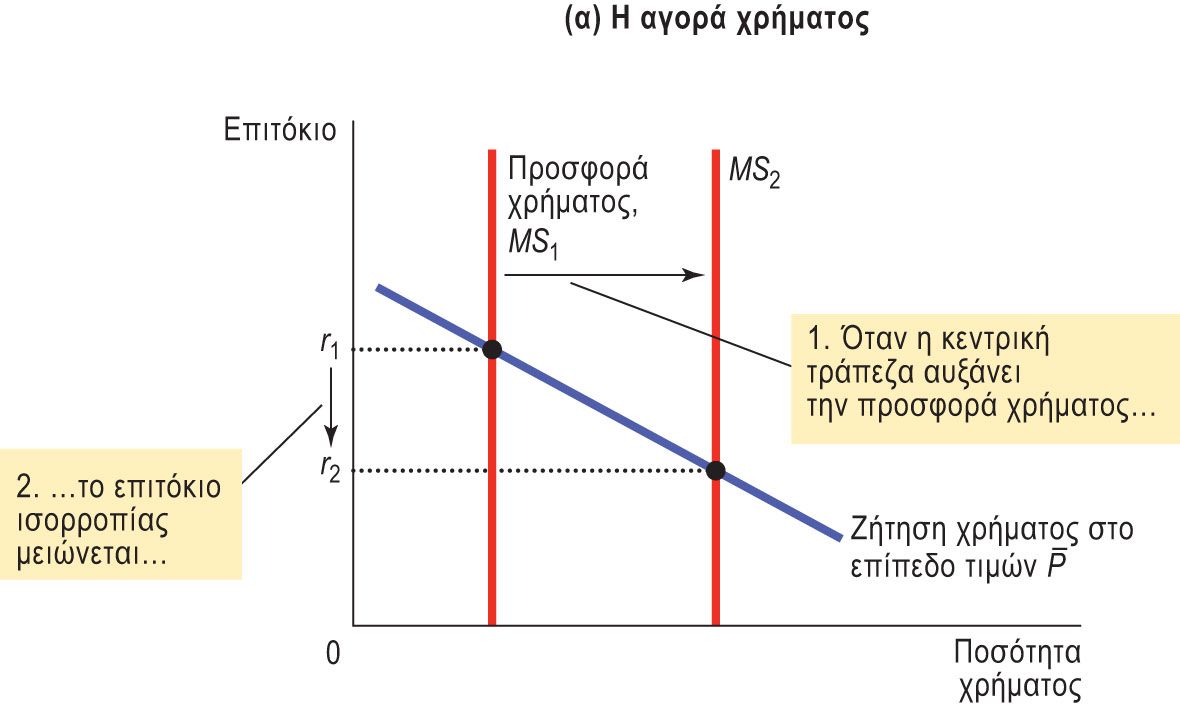 (α) Η αγορά χρήματος
Επιτόκιο
Προσφορά
χρήματος,
MS₁
MS₂
r₁
1. Όταν η κεντρική
τράπεζα αυξάνει
την προσφορά χρήματος…
r₂
2. …το επιτόκιο
ισορροπίας
μειώνεται…
Ζήτηση χρήματος στο
επίπεδο τιμών P̅
0
Ποσότητα
χρήματος